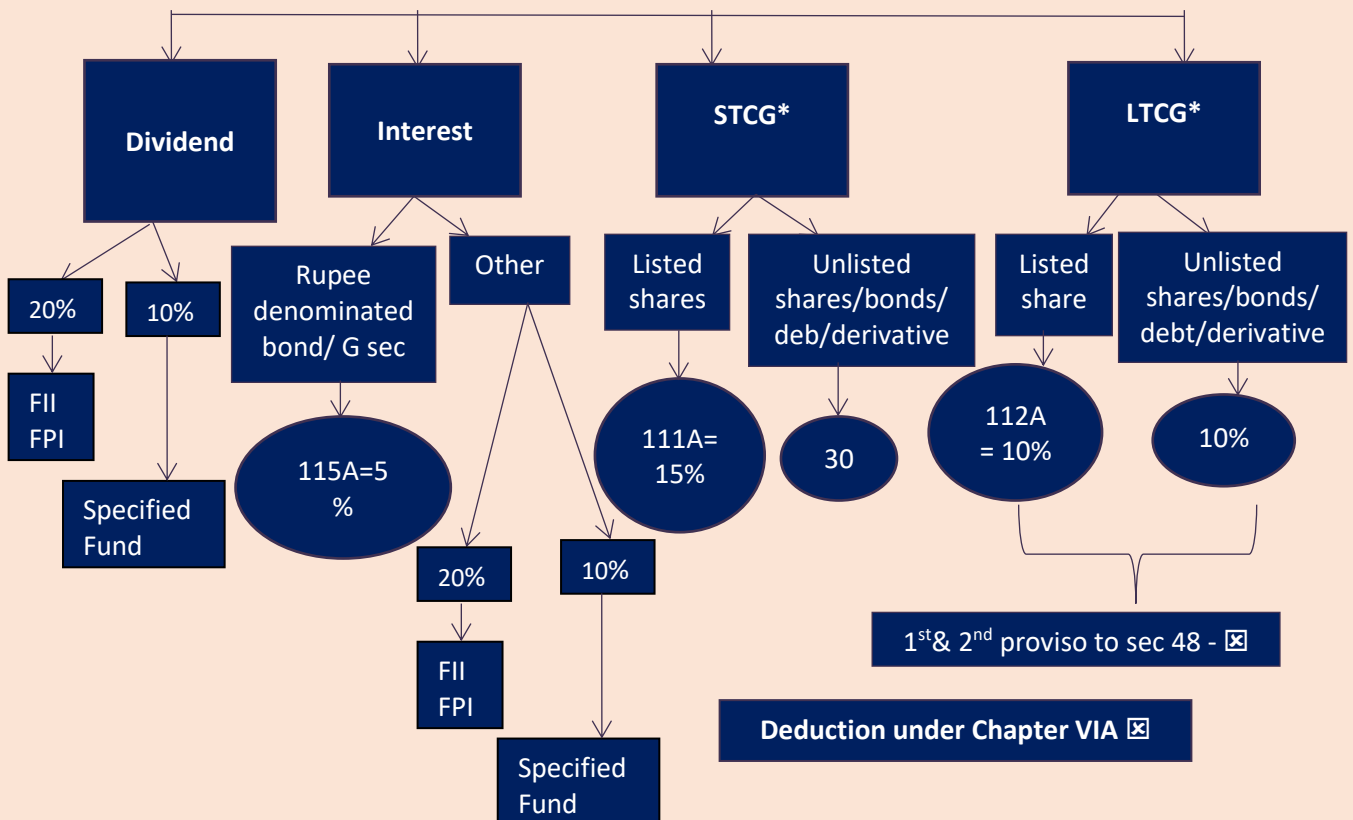 Dividend
Interest
STCG*
LTCG*
20%
10%
FII
FPI
Specified
Fund
Rupee
denominated
bond/ G sec
115A=5
%
Other
20%
10%
FII
FPI
Specified
Fund
Listed
shares
111A=
15%
Unlisted
shares/bonds/
deb/derivative
30
Listed
share
112A
= 10%
Unlisted
shares/bonds/
debt/derivative
10%
1st& 2nd proviso to sec 48 - ☒
Deduction under Chapter VIA ☒